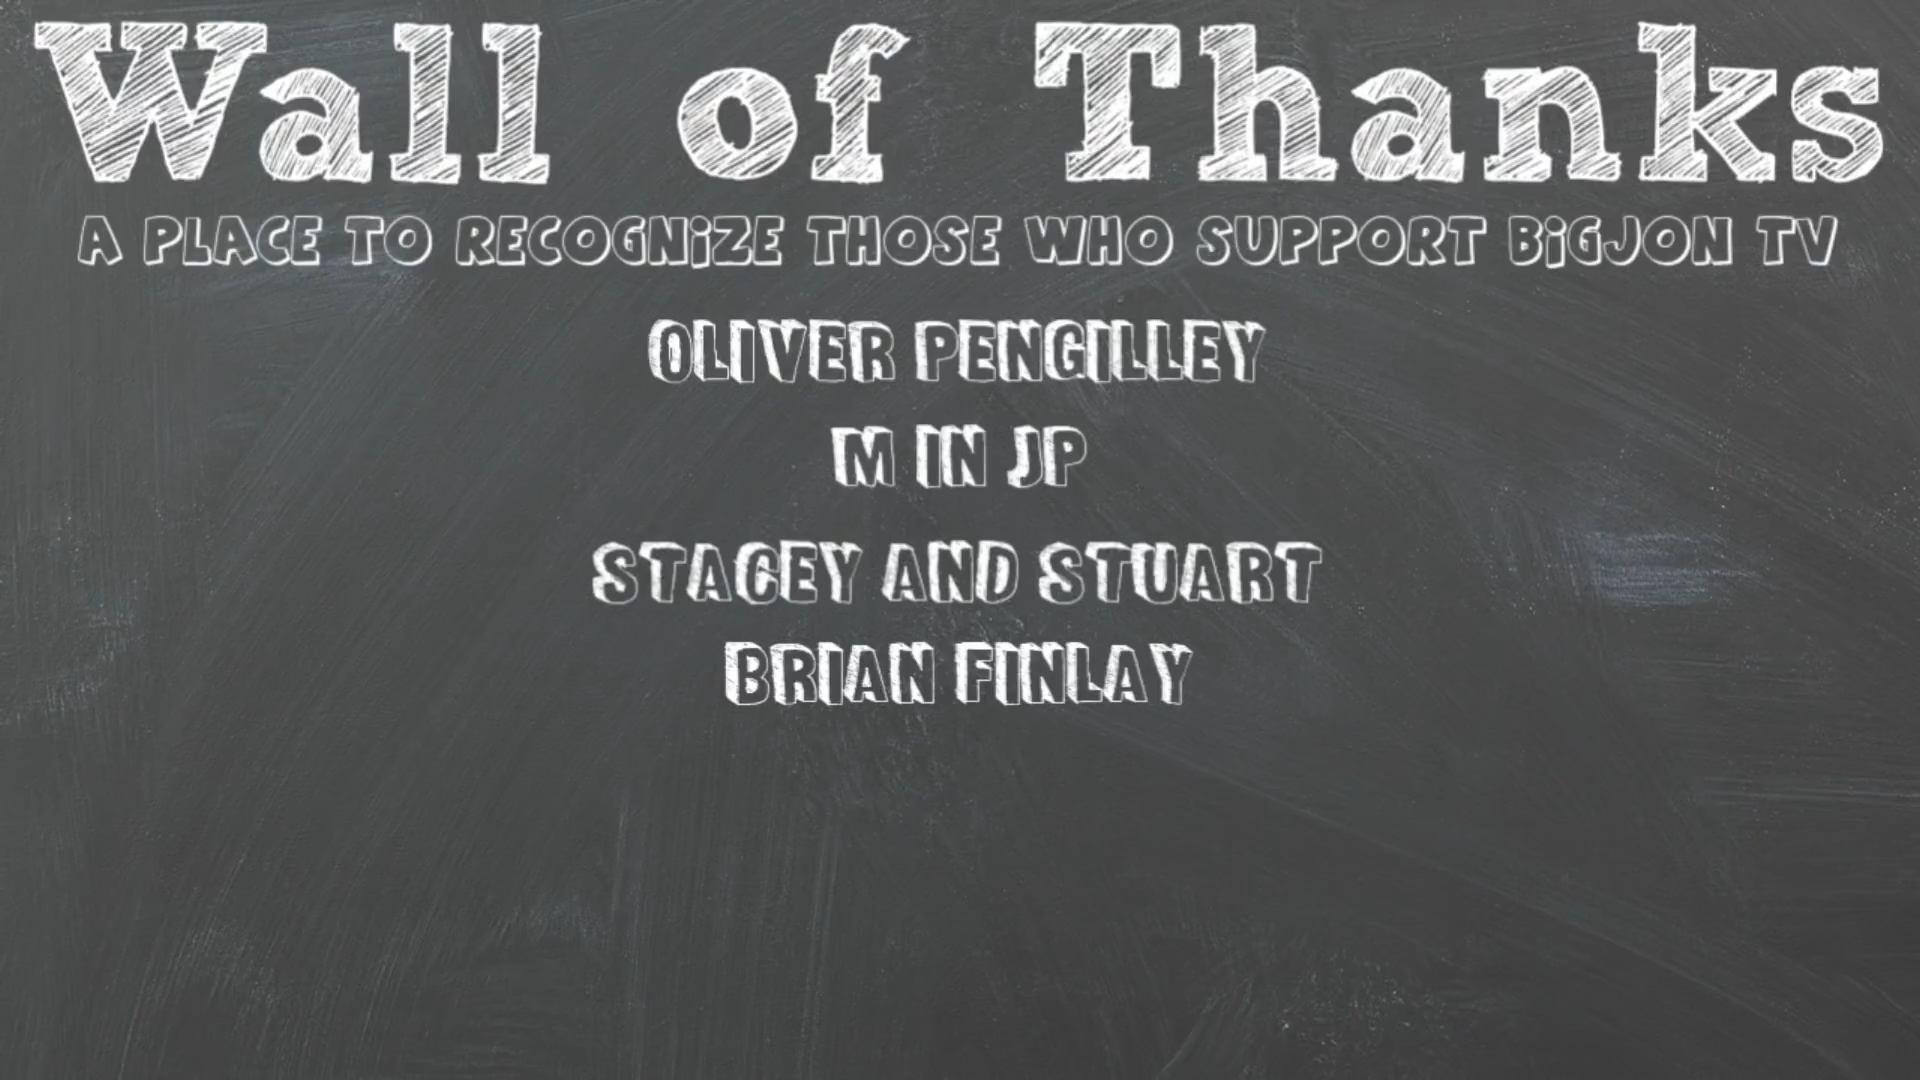 Wall of Thanks
A PLACE TO RECOGNiZE THOSE WHO SUPPORT BiGJON TV
OLIVER PENGILLEY
M IN JP
STACEY AND STUART
BRIAN FINLAY